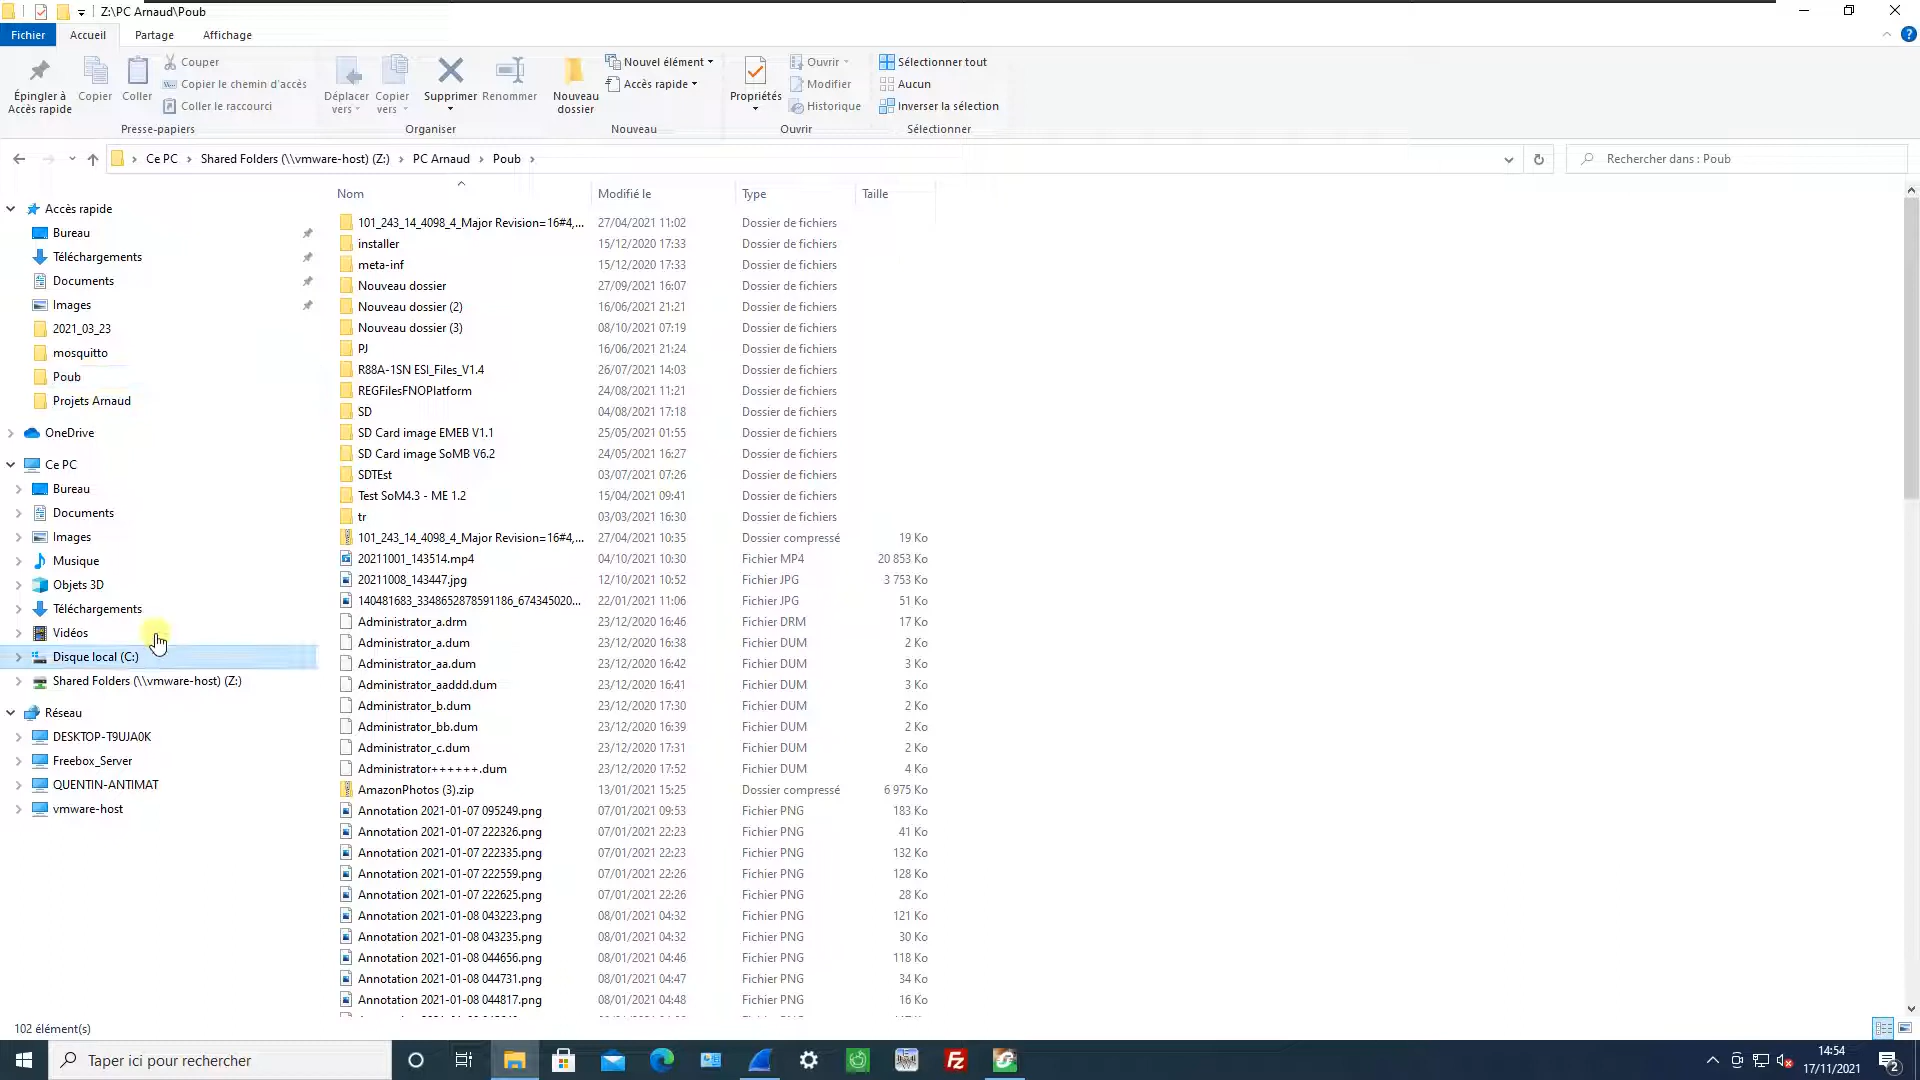 Z:\PC Arnaud\Poub
Fichier
Accueil
Partage
Affichage
?
Épingler à
Accès rapide
Copier
Coller
Couper
Copier le chemin d'accès
Coller le raccourci
Presse-papiers
Déplacer
vers
Copier
vers
Supprimer
Renommer
Organiser
Nouveau
dossier
Nouvel élément
Accès rapide
Nouveau
Propriétés
Ouvrir
Modifier
Historique
Ouvrir
Sélectionner tout
Aucun
Inverser la sélection
Sélectionner
Ce PC
Shared Folders (\\vmware-host) (Z:)
PC Arnaud
Poub
Rechercher dans : Poub
Accès rapide
Bureau
Téléchargements
Documents
Images
2021_03_23
mosquitto
Poub
Projets Arnaud
OneDrive
Ce PC
Bureau
Documents
Images
Musique
Objets 3D
Téléchargements
Vidéos
Disque local (C:)
Shared Folders (\\vmware-host) (Z:)
Réseau
DESKTOP-T9UJA0K
Freebox_Server
QUENTIN-ANTIMAT
vmware-host
Nom Modifié le Type Taille
101_243_14_4098_4_Major Revision=16#4,... 27/04/2021 11:02 Dossier de fichiers
installer 15/12/2020 17:33 Dossier de fichiers
meta-inf 15/12/2020 17:33 Dossier de fichiers
Nouveau dossier 27/09/2021 16:07 Dossier de fichiers
Nouveau dossier (2) 16/06/2021 21:21 Dossier de fichiers
Nouveau dossier (3) 08/10/2021 07:19 Dossier de fichiers
PJ 16/06/2021 21:24 Dossier de fichiers
R88A-1SN ESI_Files_V1.4 26/07/2021 14:03 Dossier de fichiers
REGFilesFNOPlatform 24/08/2021 11:21 Dossier de fichiers
SD 04/08/2021 17:18 Dossier de fichiers
SD Card image EMEB V1.1 25/05/2021 01:55 Dossier de fichiers
SD Card image SoMB V6.2 24/05/2021 16:27 Dossier de fichiers
SDTEst 03/07/2021 07:26 Dossier de fichiers
Test SoM4.3 - ME 1.2 15/04/2021 09:41 Dossier de fichiers
tr 03/03/2021 16:30 Dossier de fichiers
101_243_14_4098_4_Major Revision=16#4,... 27/04/2021 10:35 Dossier compressé 19 Ko
20211001_143514.mp4 04/10/2021 10:30 Fichier MP4 20 853 Ko
20211008_143447.jpg 12/10/2021 10:52 Fichier JPG 3 753 Ko
140481683_3348652878591186_674345020... 22/01/2021 11:06 Fichier JPG 51 Ko
Administrator_a.drm 23/12/2020 16:46 Fichier DRM 17 Ko
Administrator_a.dum 23/12/2020 16:38 Fichier DUM 2 Ko
Administrator_aa.dum 23/12/2020 16:42 Fichier DUM 3 Ko
Administrator_aaddd.dum 23/12/2020 16:41 Fichier DUM 3 Ko
Administrator_b.dum 23/12/2020 17:30 Fichier DUM 2 Ko
Administrator_bb.dum 23/12/2020 16:39 Fichier DUM 2 Ko
Administrator_c.dum 23/12/2020 17:31 Fichier DUM 2 Ko
Administrator++++++.dum 23/12/2020 17:52 Fichier DUM 4 Ko
AmazonPhotos (3).zip 13/01/2021 15:25 Dossier compressé 6 975 Ko
Annotation 2021-01-07 095249.png 07/01/2021 09:53 Fichier PNG 183 Ko
Annotation 2021-01-07 222326.png 07/01/2021 22:23 Fichier PNG 41 Ko
Annotation 2021-01-07 222335.png 07/01/2021 22:23 Fichier PNG 132 Ko
Annotation 2021-01-07 222559.png 07/01/2021 22:26 Fichier PNG 128 Ko
Annotation 2021-01-07 222625.png 07/01/2021 22:26 Fichier PNG 28 Ko
Annotation 2021-01-08 043223.png 08/01/2021 04:32 Fichier PNG 121 Ko
Annotation 2021-01-08 043235.png 08/01/2021 04:32 Fichier PNG 30 Ko
Annotation 2021-01-08 044656.png 08/01/2021 04:46 Fichier PNG 118 Ko
Annotation 2021-01-08 044731.png 08/01/2021 04:47 Fichier PNG 34 Ko
Annotation 2021-01-08 044817.png 08/01/2021 04:48 Fichier PNG 16 Ko
102 élément(s)
Taper ici pour rechercher
Fz
14:54
17/11/2021
2